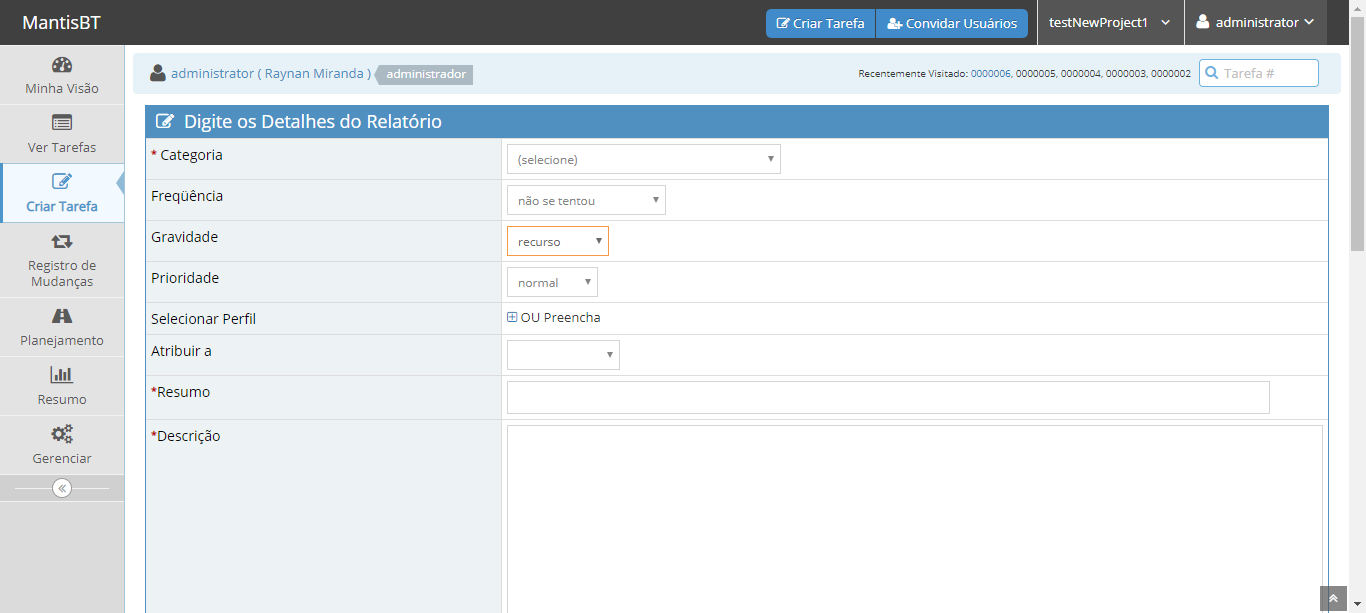 MantisBT
Criar Tarefa
Convidar Usuários
testNewProject1
administrator
Minha Visão
Ver Tarefas
Criar Tarefa
Registro de
Mudanças
Planejamento
Resumo
Gerenciar
administrator ( Raynan Miranda ) administrador
Recentemente Visitado: 0000006, 0000005, 0000004, 0000003, 0000002
Tarefa #
Digite os Detalhes do Relatório
* Categoria
(selecione)
Freqüência
não se tentou
Gravidade
recurso
Prioridade
normal
Selecionar Perfil
OU Preencha
Atribuir a
*Resumo
*Descrição